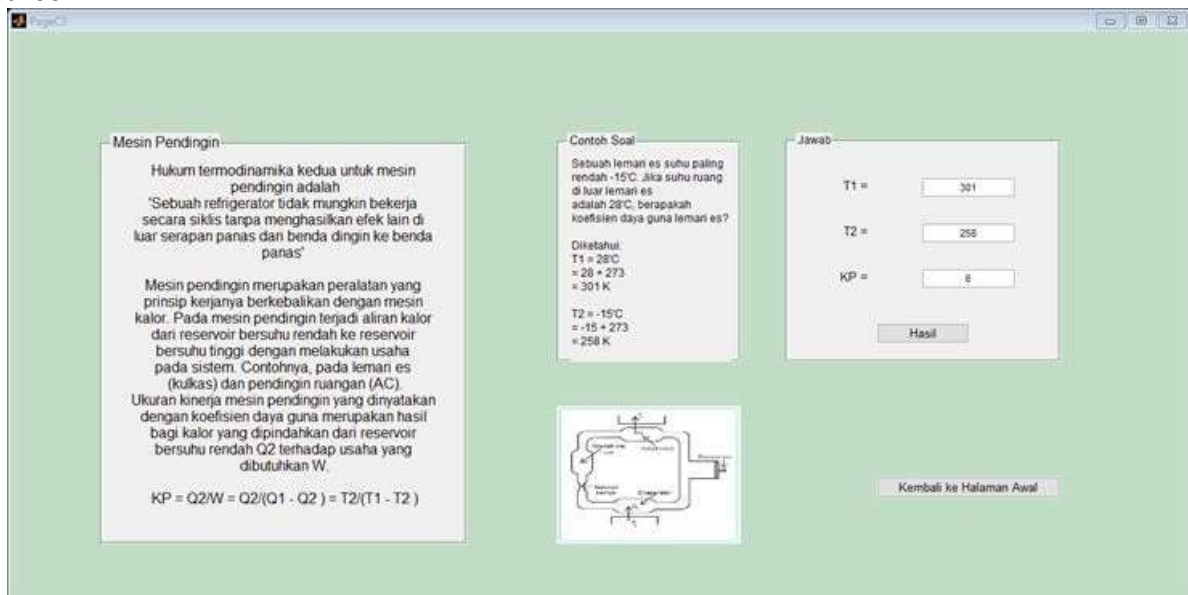 PageC2
Mesin Pendingin
Hukum termodinamika kedua untuk mesin
pendingin adalah
'Sebuah refrigerator tidak mungkin bekerja
secara siklis tanpa menghasilkan efek lain di
luar serapan panas dari benda dingin ke benda
panas'
Mesin pendingin merupakan peralatan yang
prinsip kerjanya berkebalikan dengan mesin
kalor. Pada mesin pendingin terjadi aliran kalor
dari reservoir bersuhu rendah ke reservoir
bersuhu tinggi dengan melakukan usaha
pada sistem. Contohnya, pada lemari es
(kulkas) dan pendingin ruangan (AC).
Ukuran kinerja mesin pendingin yang dinyatakan
dengan koefisien daya guna merupakan hasil
bagi kalor yang dipindahkan dari reservoir
bersuhu rendah Q2 terhadap usaha yang
dibutuhkan W.
KP = Q2/W = Q2/(Q1 - Q2 ) = T2/(T1 - T2 )
Contoh Soal
Sebuah lemari es suhu paling
rendah -15'C. Jika suhu ruang
di luar lemari es
adalah 28'C, berapakah
koefisien daya guna lemari es?
Diketahui:
T1 = 28'C
= 28 + 273
= 301 K
T2 = -15'C
= -15 + 273
= 258 K
Jawab
T1 = 301
T2 = 258
KP = 6
Hasil
Kembali ke Halaman Awal